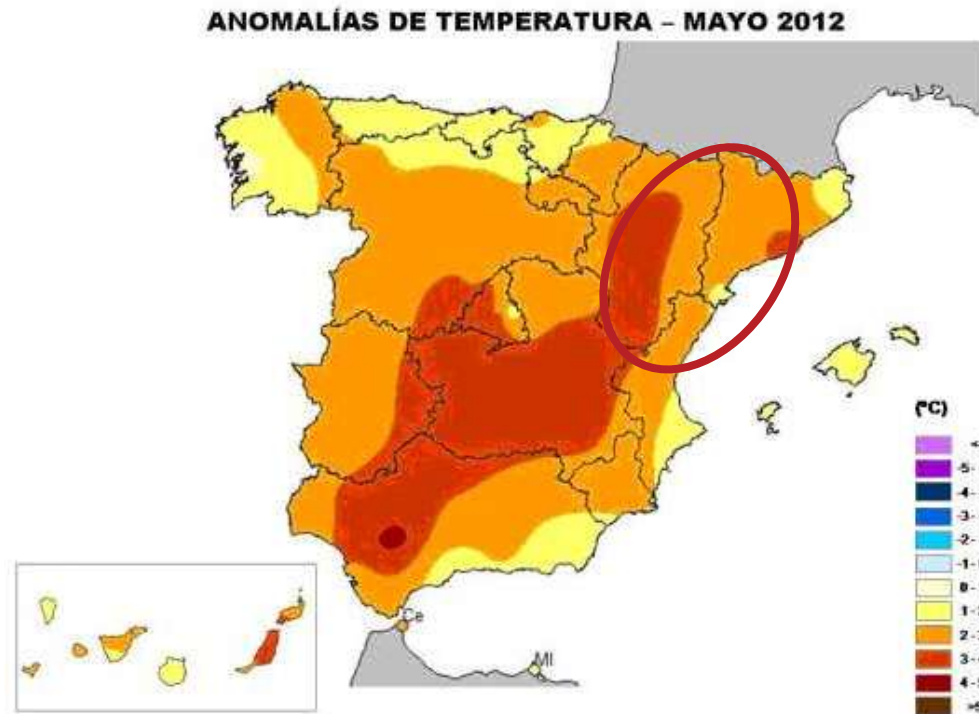 ANOMALÍAS DE TEMPERATURA – MAYO 2012
(ºC)
<
-5-
-4-
-3-
-2-
-1-
0-
1-
2-
3-
4-
Ce
Ml